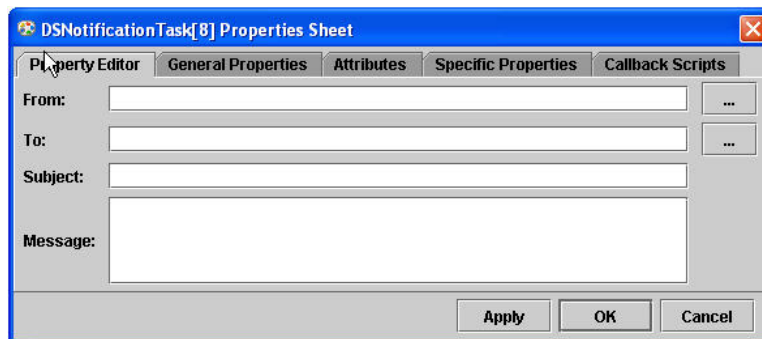 DSNotificationTask[8] Properties Sheet
Property Editor General Properties Attributes Specific Properties Callback Scripts
From: ...
To: ...
Subject:
Message:
Apply OK Cancel